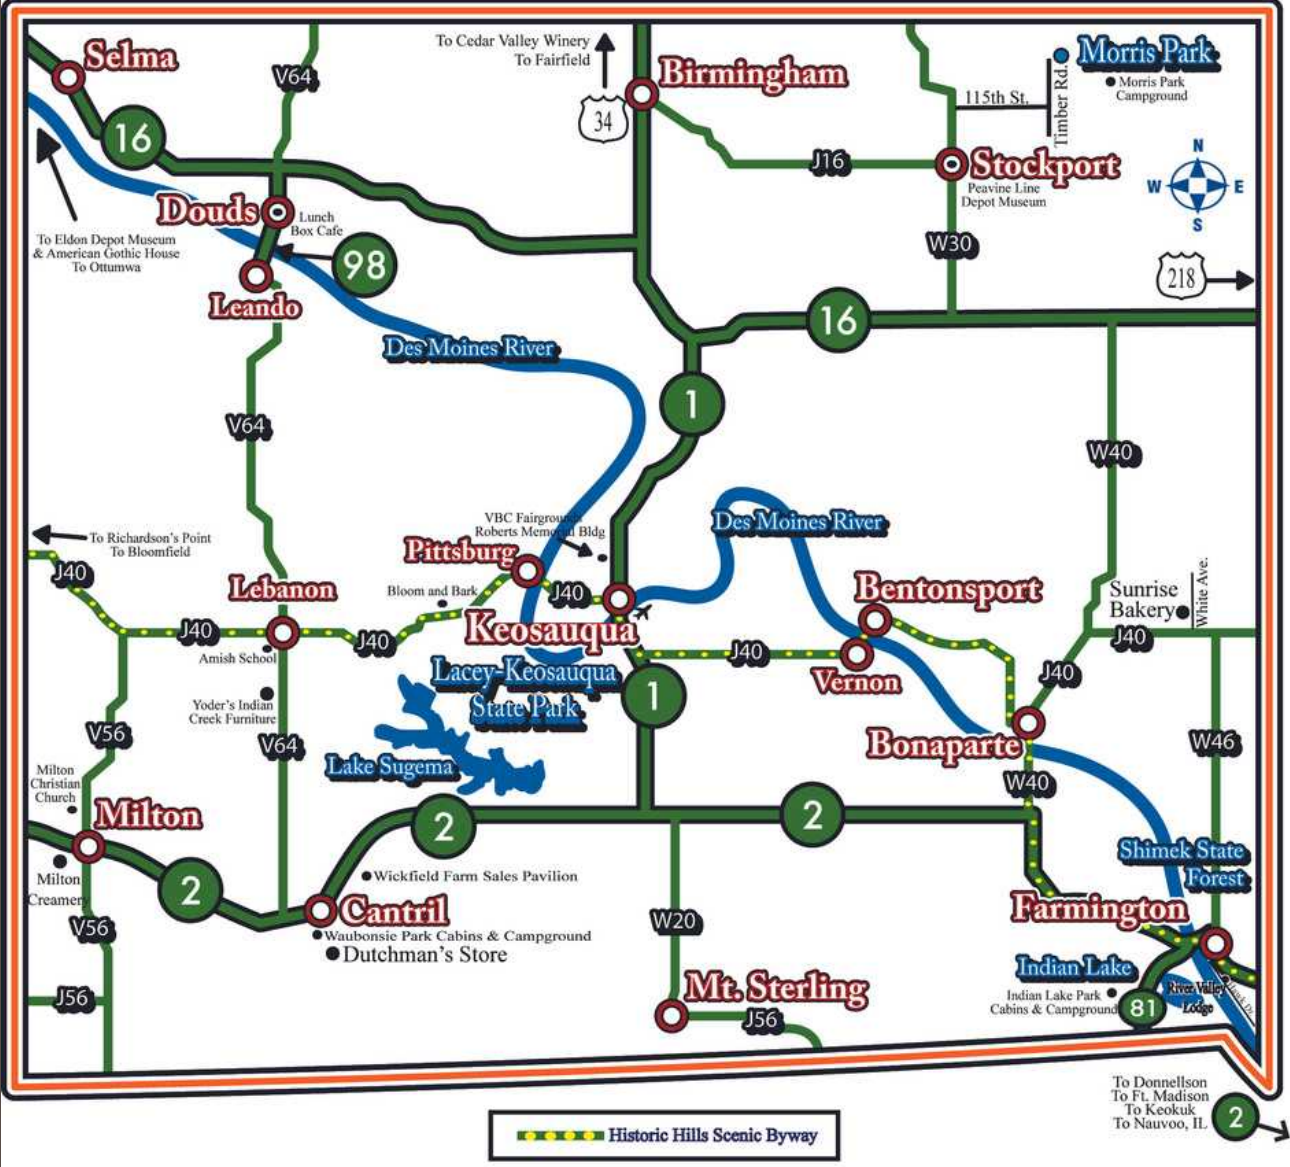 Selma
V64
To Cedar Valley Winery
To Fairfield
34
Birmingham
Morris Park
Morris Park
Campground
115th St.
Timber Rd.
16
J16
Stockport
Peavine Line
Depot Museum
N
W
E
S
Douds
Lunch
Box Cafe
To Eldon Depot Museum
& American Gothic House
To Ottumwa
98
W30
218
Leando
16
Des Moines River
1
V64
W40
VBC Fairgrounds
Roberts Memorial Bldg
Des Moines River
To Richardson's Point
To Bloomfield
Pittsburg
J40
Lebanon
Bloom and Bark
J40
Bentonsport
Sunrise
Bakery
White Ave.
J40
J40
Keosauqua
J40
J40
Amish School
Lacey-Keosauqua
State Park
Vernon
J40
Yoder's Indian
Creek Furniture
1
V56
V64
Bonaparte
W46
Lake Sugema
Milton
Christian
Church
W40
Milton
2
2
Shimek State
Forest
Milton
Creamery
2
Wickfield Farm Sales Pavilion
Cantril
Farmington
V56
W20
Waubonsie Park Cabins & Campground
Dutchman's Store
Indian Lake
Indian Lake Park
Cabins & Campground
81
River Valley
Lodge
J56
Mt. Sterling
J56
To Donnellson
To Ft. Madison
To Keokuk
To Nauvoo, IL
2
Historic Hills Scenic Byway